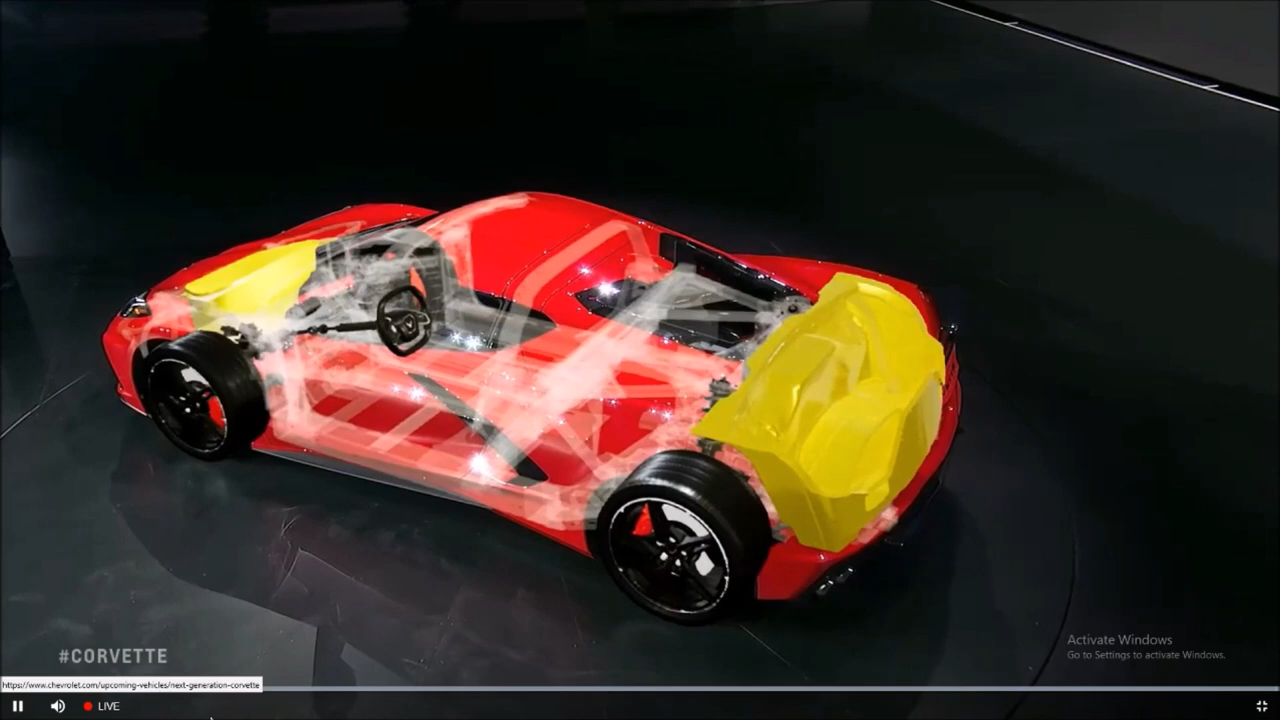 #CORVETTE
Activate Windows
Go to Settings to activate Windows.
https://www.chevrolet.com/upcoming-vehicles/next-generation-corvette
LIVE